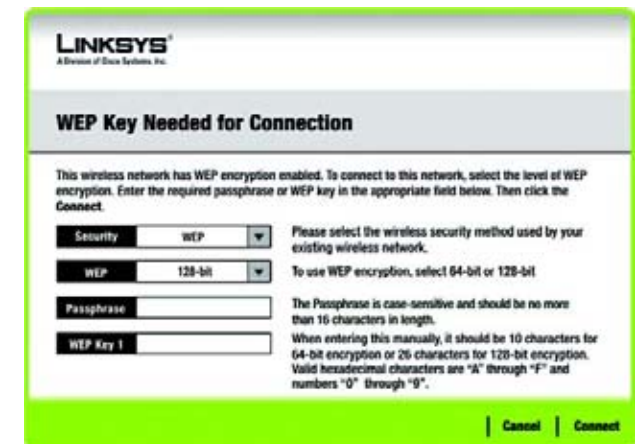 LINKSYS®
A Division of Cisco Systems, Inc.
WEP Key Needed for Connection
This wireless network has WEP encryption enabled. To connect to this network, select the level of WEP
encryption. Enter the required passphrase or WEP key in the appropriate field below. Then click the
Connect.
Security WEP Please select the wireless security method used by your
existing wireless network.
WEP 128-bit To use WEP encryption, select 64-bit or 128-bit
Passphrase The Passphrase is case-sensitive and should be no more
than 16 characters in length.
WEP Key 1 When entering this manually, it should be 10 characters for
64-bit encryption or 26 characters for 128-bit encryption.
Valid hexadecimal characters are "A" through "F" and
numbers "0" through "9".
Cancel Connect